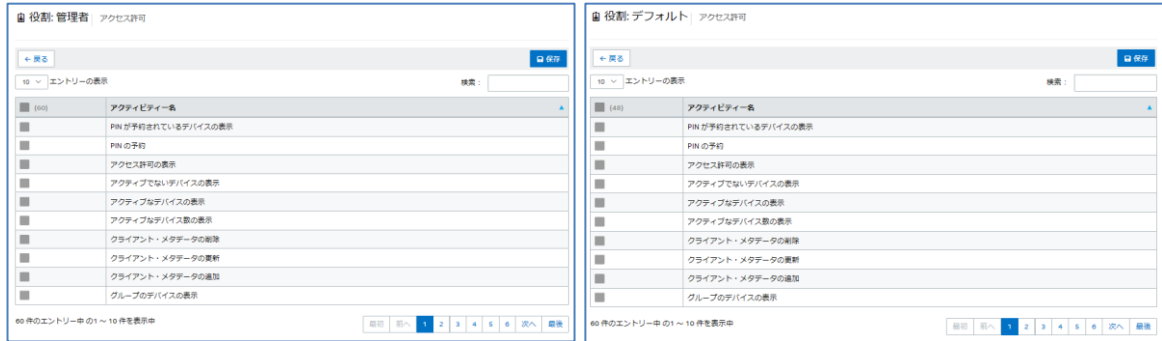 役割: 管理者 アクセス許可
← 戻る
保存
10 エントリーの表示
検索 :
(60) アクティビティー名
PIN が予約されているデバイスの表示
PIN の予約
アクセス許可の表示
アクティブでないデバイスの表示
アクティブなデバイスの表示
アクティブなデバイス数の表示
クライアント・メタデータの削除
クライアント・メタデータの更新
クライアント・メタデータの追加
グループのデバイスの表示
60 件のエントリー中 の1 ~ 10 件を表示中
最初 前へ 1 2 3 4 5 6 次へ 最後
役割: デフォルト アクセス許可
← 戻る
保存
10 エントリーの表示
検索 :
(46) アクティビティー名
PIN が予約されているデバイスの表示
PIN の予約
アクセス許可の表示
アクティブでないデバイスの表示
アクティブなデバイスの表示
アクティブなデバイス数の表示
クライアント・メタデータの削除
クライアント・メタデータの更新
クライアント・メタデータの追加
グループのデバイスの表示
60 件のエントリー中 の1 ~ 10 件を表示中
最初 前へ 1 2 3 4 5 6 次へ 最後